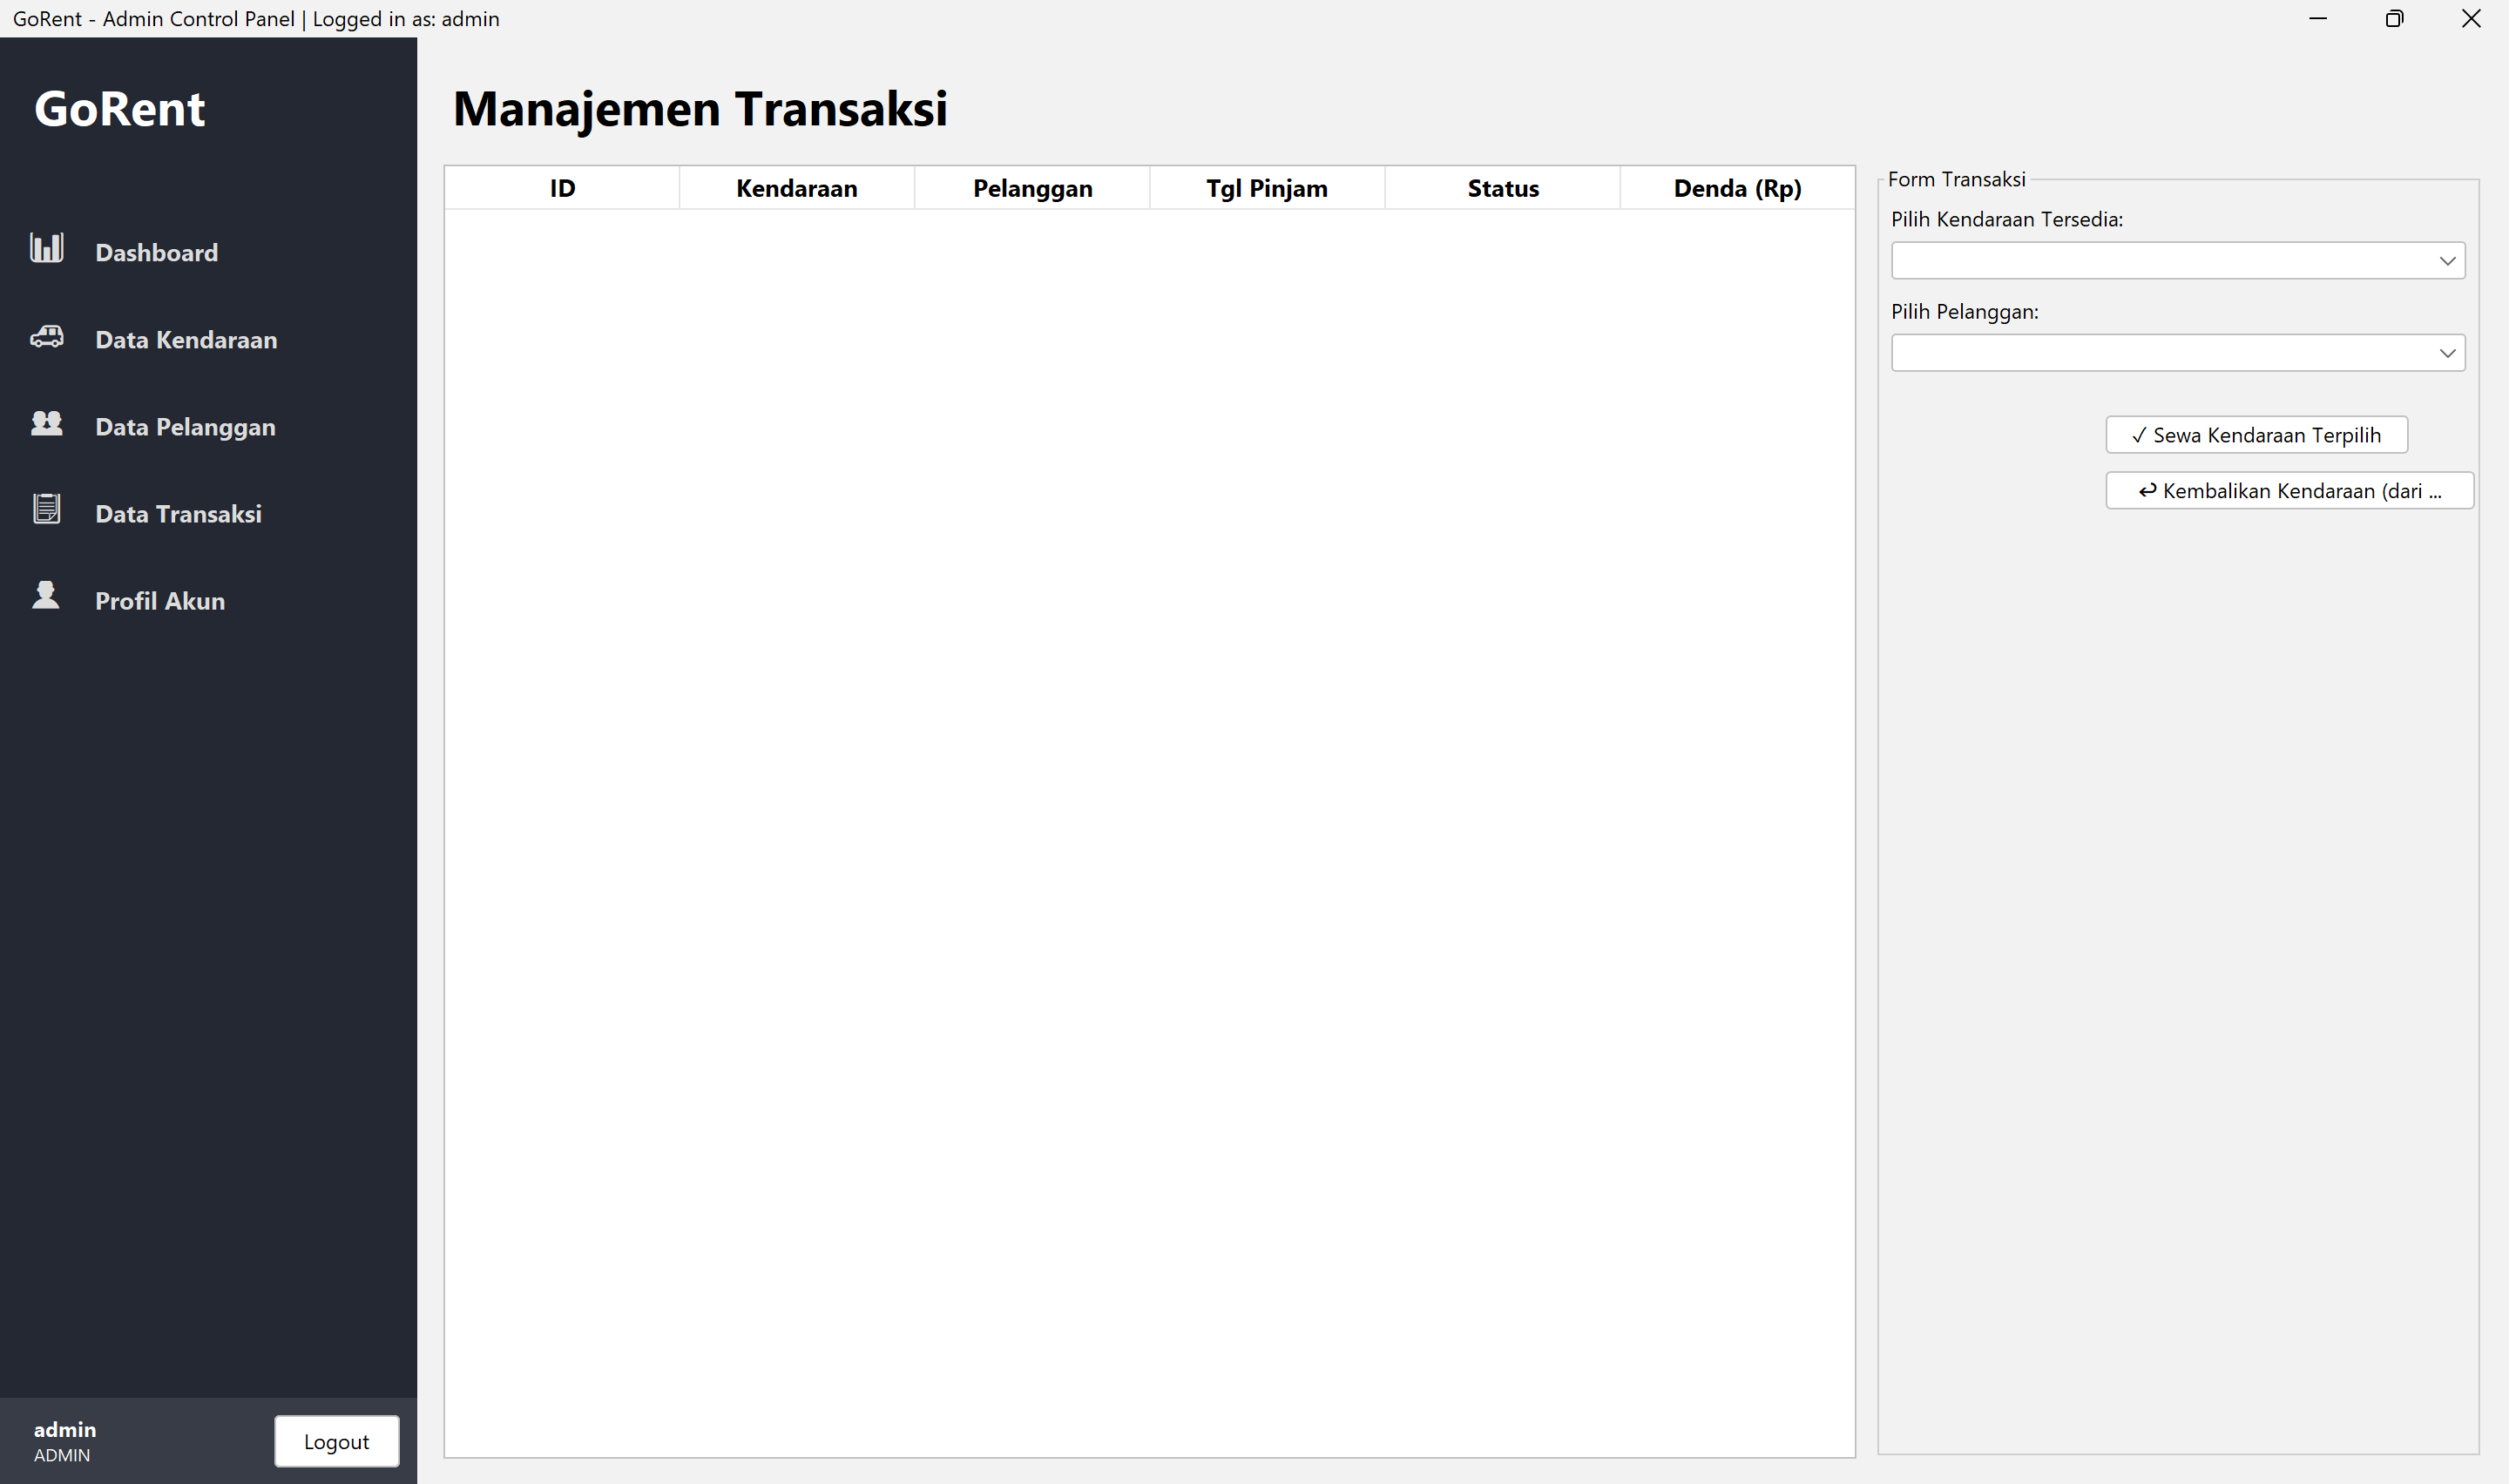 GoRent - Admin Control Panel | Logged in as: admin
GoRent
Dashboard
Data Kendaraan
Data Pelanggan
Data Transaksi
Profil Akun
admin
ADMIN
Logout
Manajemen Transaksi
ID Kendaraan Pelanggan Tgl Pinjam Status Denda (Rp)
Form Transaksi
Pilih Kendaraan Tersedia:
Pilih Pelanggan:
✓ Sewa Kendaraan Terpilih
↩ Kembalikan Kendaraan (dari ...